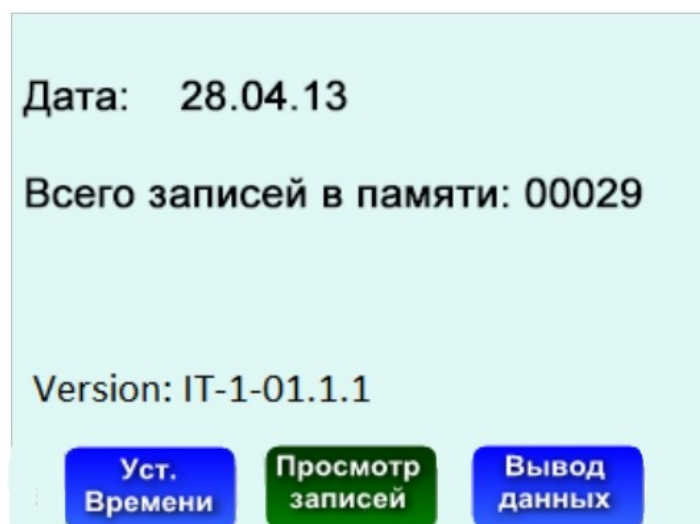 Дата: 28.04.13
Всего записей в памяти: 00029
Version: IT-1-01.1.1
Уст. Просмотр Вывод
Времени записей данных